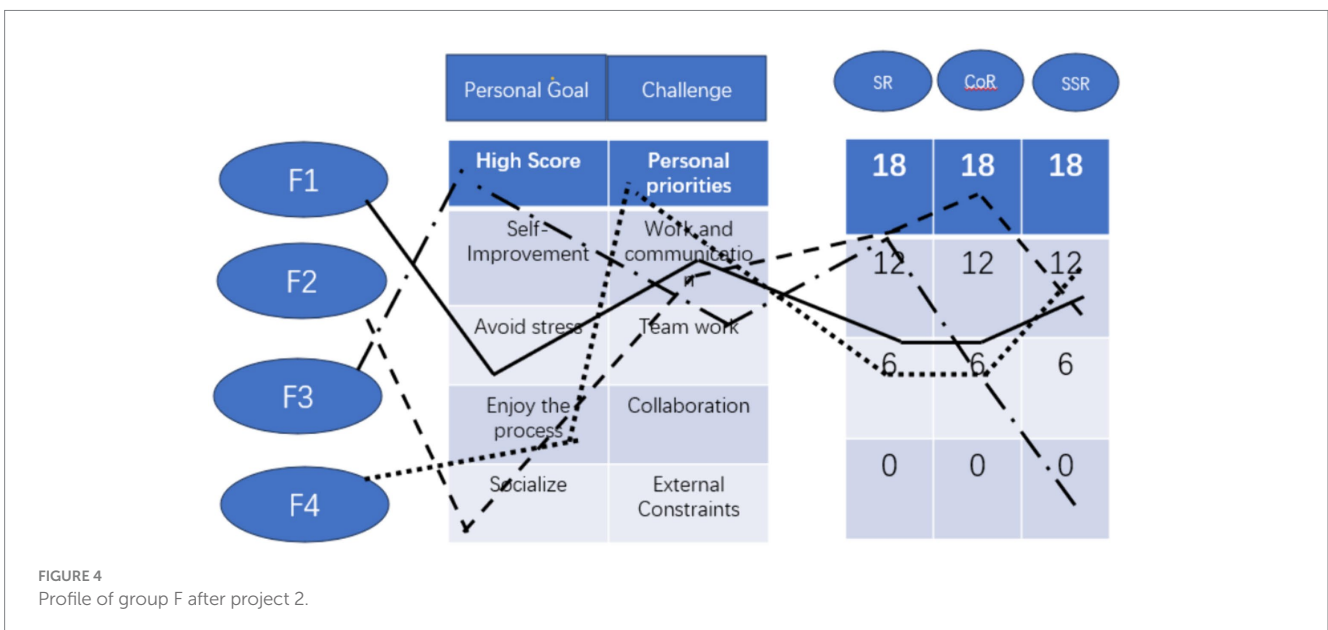 Personal Goal
Challenge
SR
CoR
SSR
F1
F2
F3
F4
High Score
Personal
priorities
Self-
Improvement
Work and
communicatio
n
Avoid stress
Team work
Enjoy the
process
Collaboration
Socialize
External
Constraints
18
18
18
12
12
12
6
6
6
0
0
0
FIGURE 4
Profile of group F after project 2.